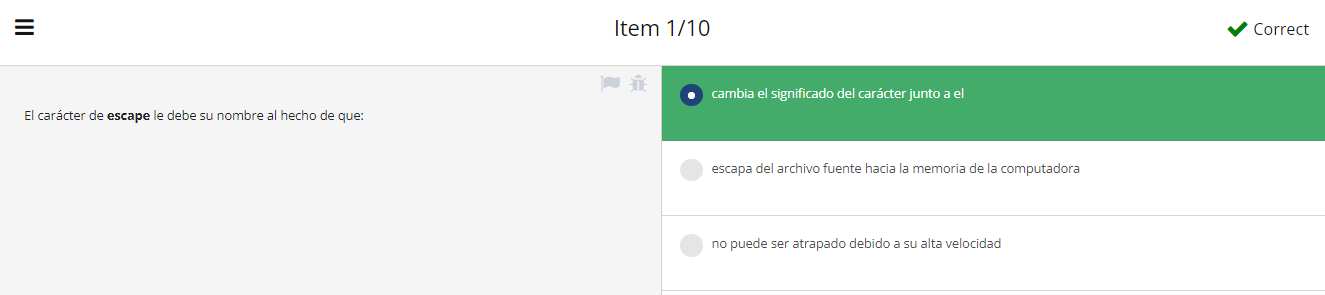 Item 1/10
Correct
El carácter de escape le debe su nombre al hecho de que:
cambia el significado del carácter junto a el
escapa del archivo fuente hacia la memoria de la computadora
no puede ser atrapado debido a su alta velocidad